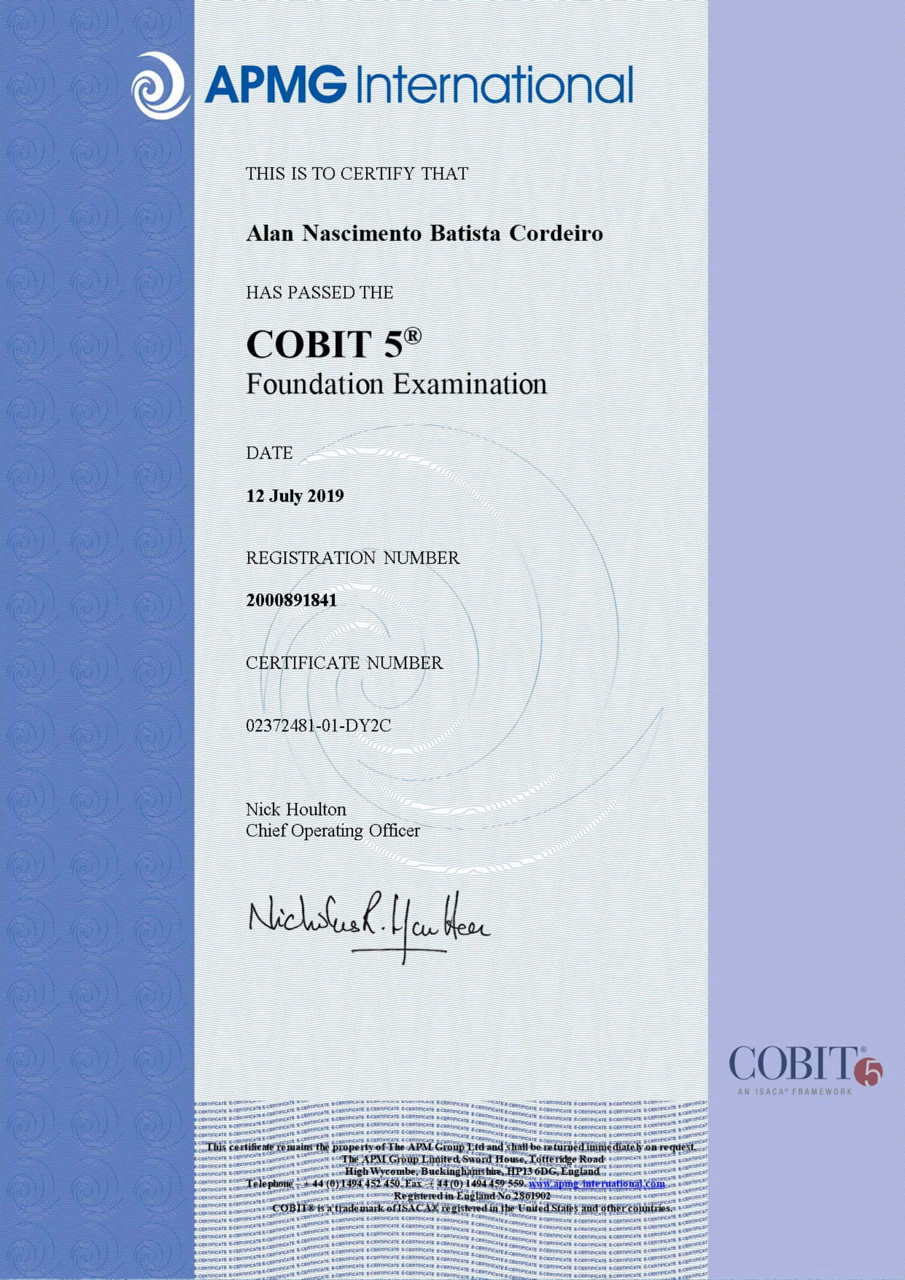 APMG International
THIS IS TO CERTIFY THAT
Alan Nascimento Batista Cordeiro
HAS PASSED THE
COBIT 5®
Foundation Examination
DATE
12 July 2019
REGISTRATION NUMBER
2000891841
CERTIFICATE NUMBER
02372481-01-DY2C
Nick Houlton
Chief Operating Officer
COBIT® 5
AN ISACA® FRAMEWORK
This certificate remains the property of The APM Group Ltd and shall be returned immediately on request.
The APM Group Limited, Sword House, Totteridge Road
High Wycombe, Buckinghamshire, HP13 6DG, England
Telephone + 44 (0) 1494 452 450, Fax + 44 (0) 1494 459 559. www.apmg-international.com
Registered in England No 2861902
COBIT® is a trademark of ISACA® registered in the United States and other countries.